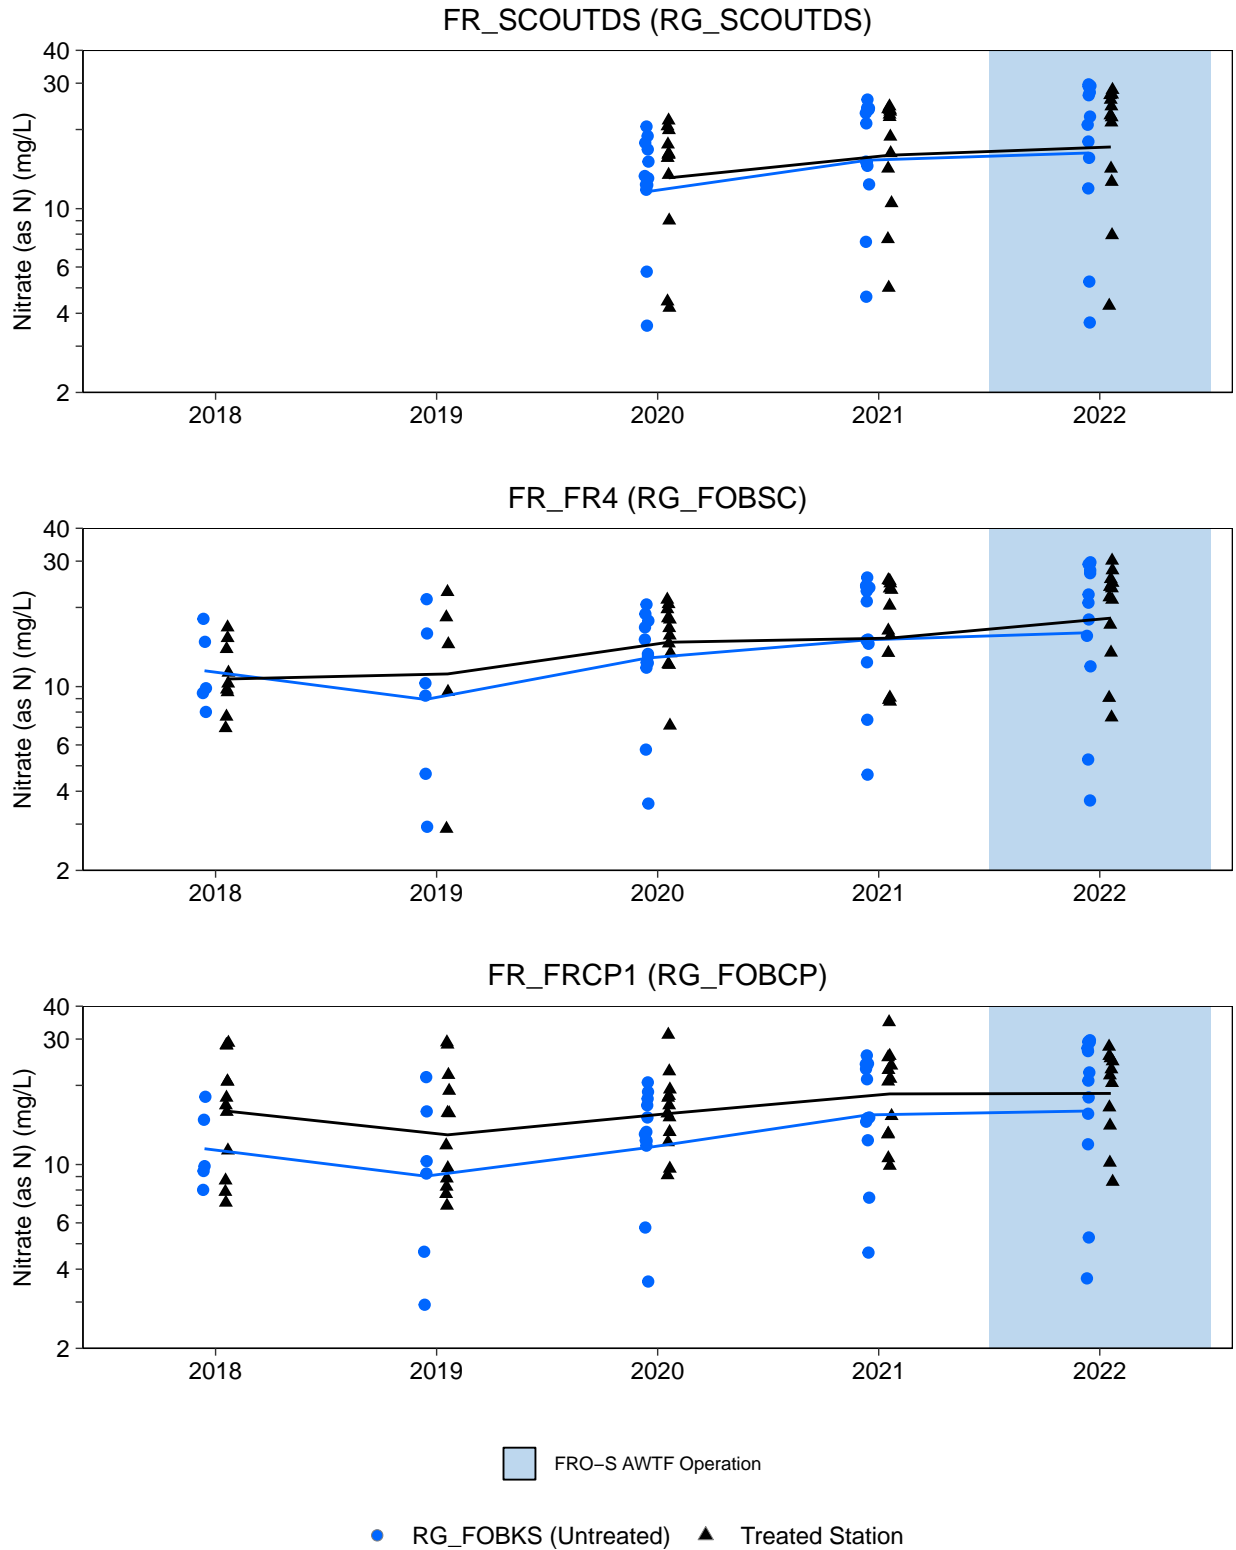 FR_SCOUTDS (RG_SCOUTDS)
Nitrate (as N) (mg/L)
40
30
10
6
4
2
2018 2019 2020 2021 2022
FR_FR4 (RG_FOBSC)
Nitrate (as N) (mg/L)
40
30
10
6
4
2
2018 2019 2020 2021 2022
FR_FRCP1 (RG_FOBCP)
Nitrate (as N) (mg/L)
40
30
10
6
4
2
2018 2019 2020 2021 2022
FRO−S AWTF Operation
RG_FOBKS (Untreated) Treated Station